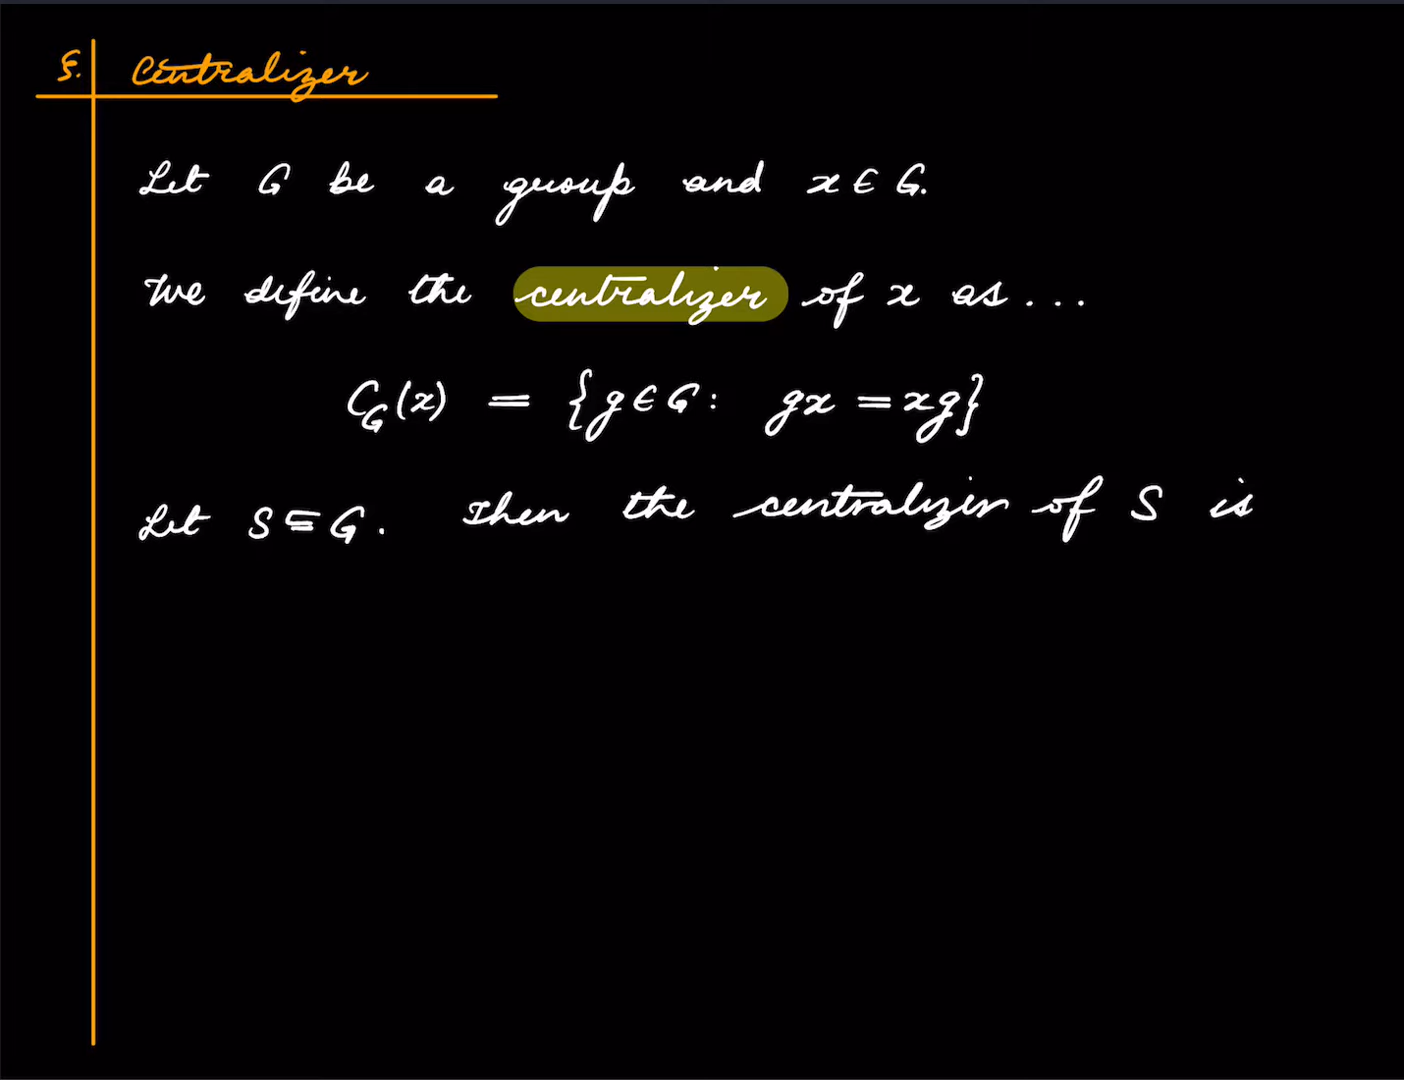 §. Centralizer
Let G be a group and x ∈ G.
We define the centralizer of x as...
C_G(x) = {g ∈ G: gx = xg}
Let S ⊆ G. Then the centralizer of S is